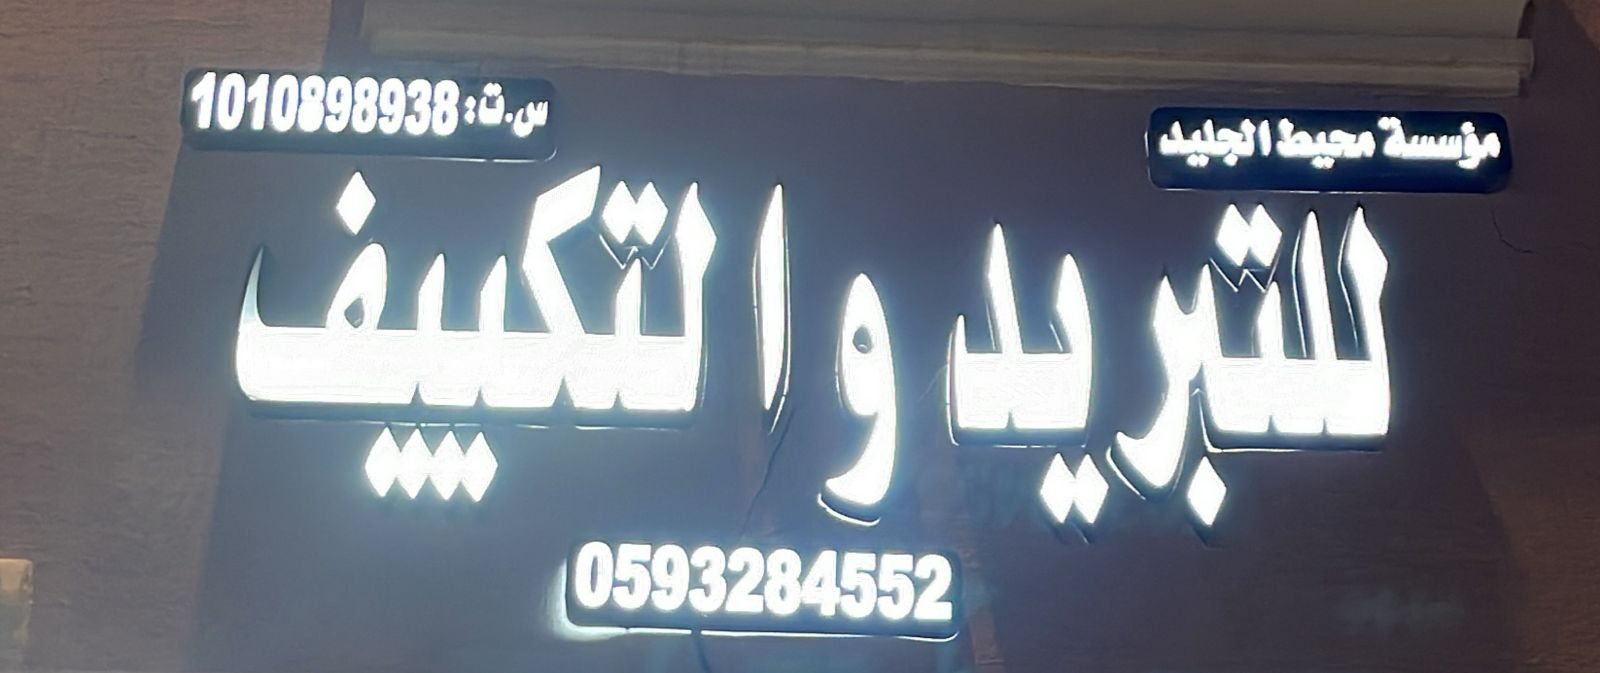 مؤسسة محيط الجليد
س.ت: 1010898938
للتبريد والتكييف
0593284552